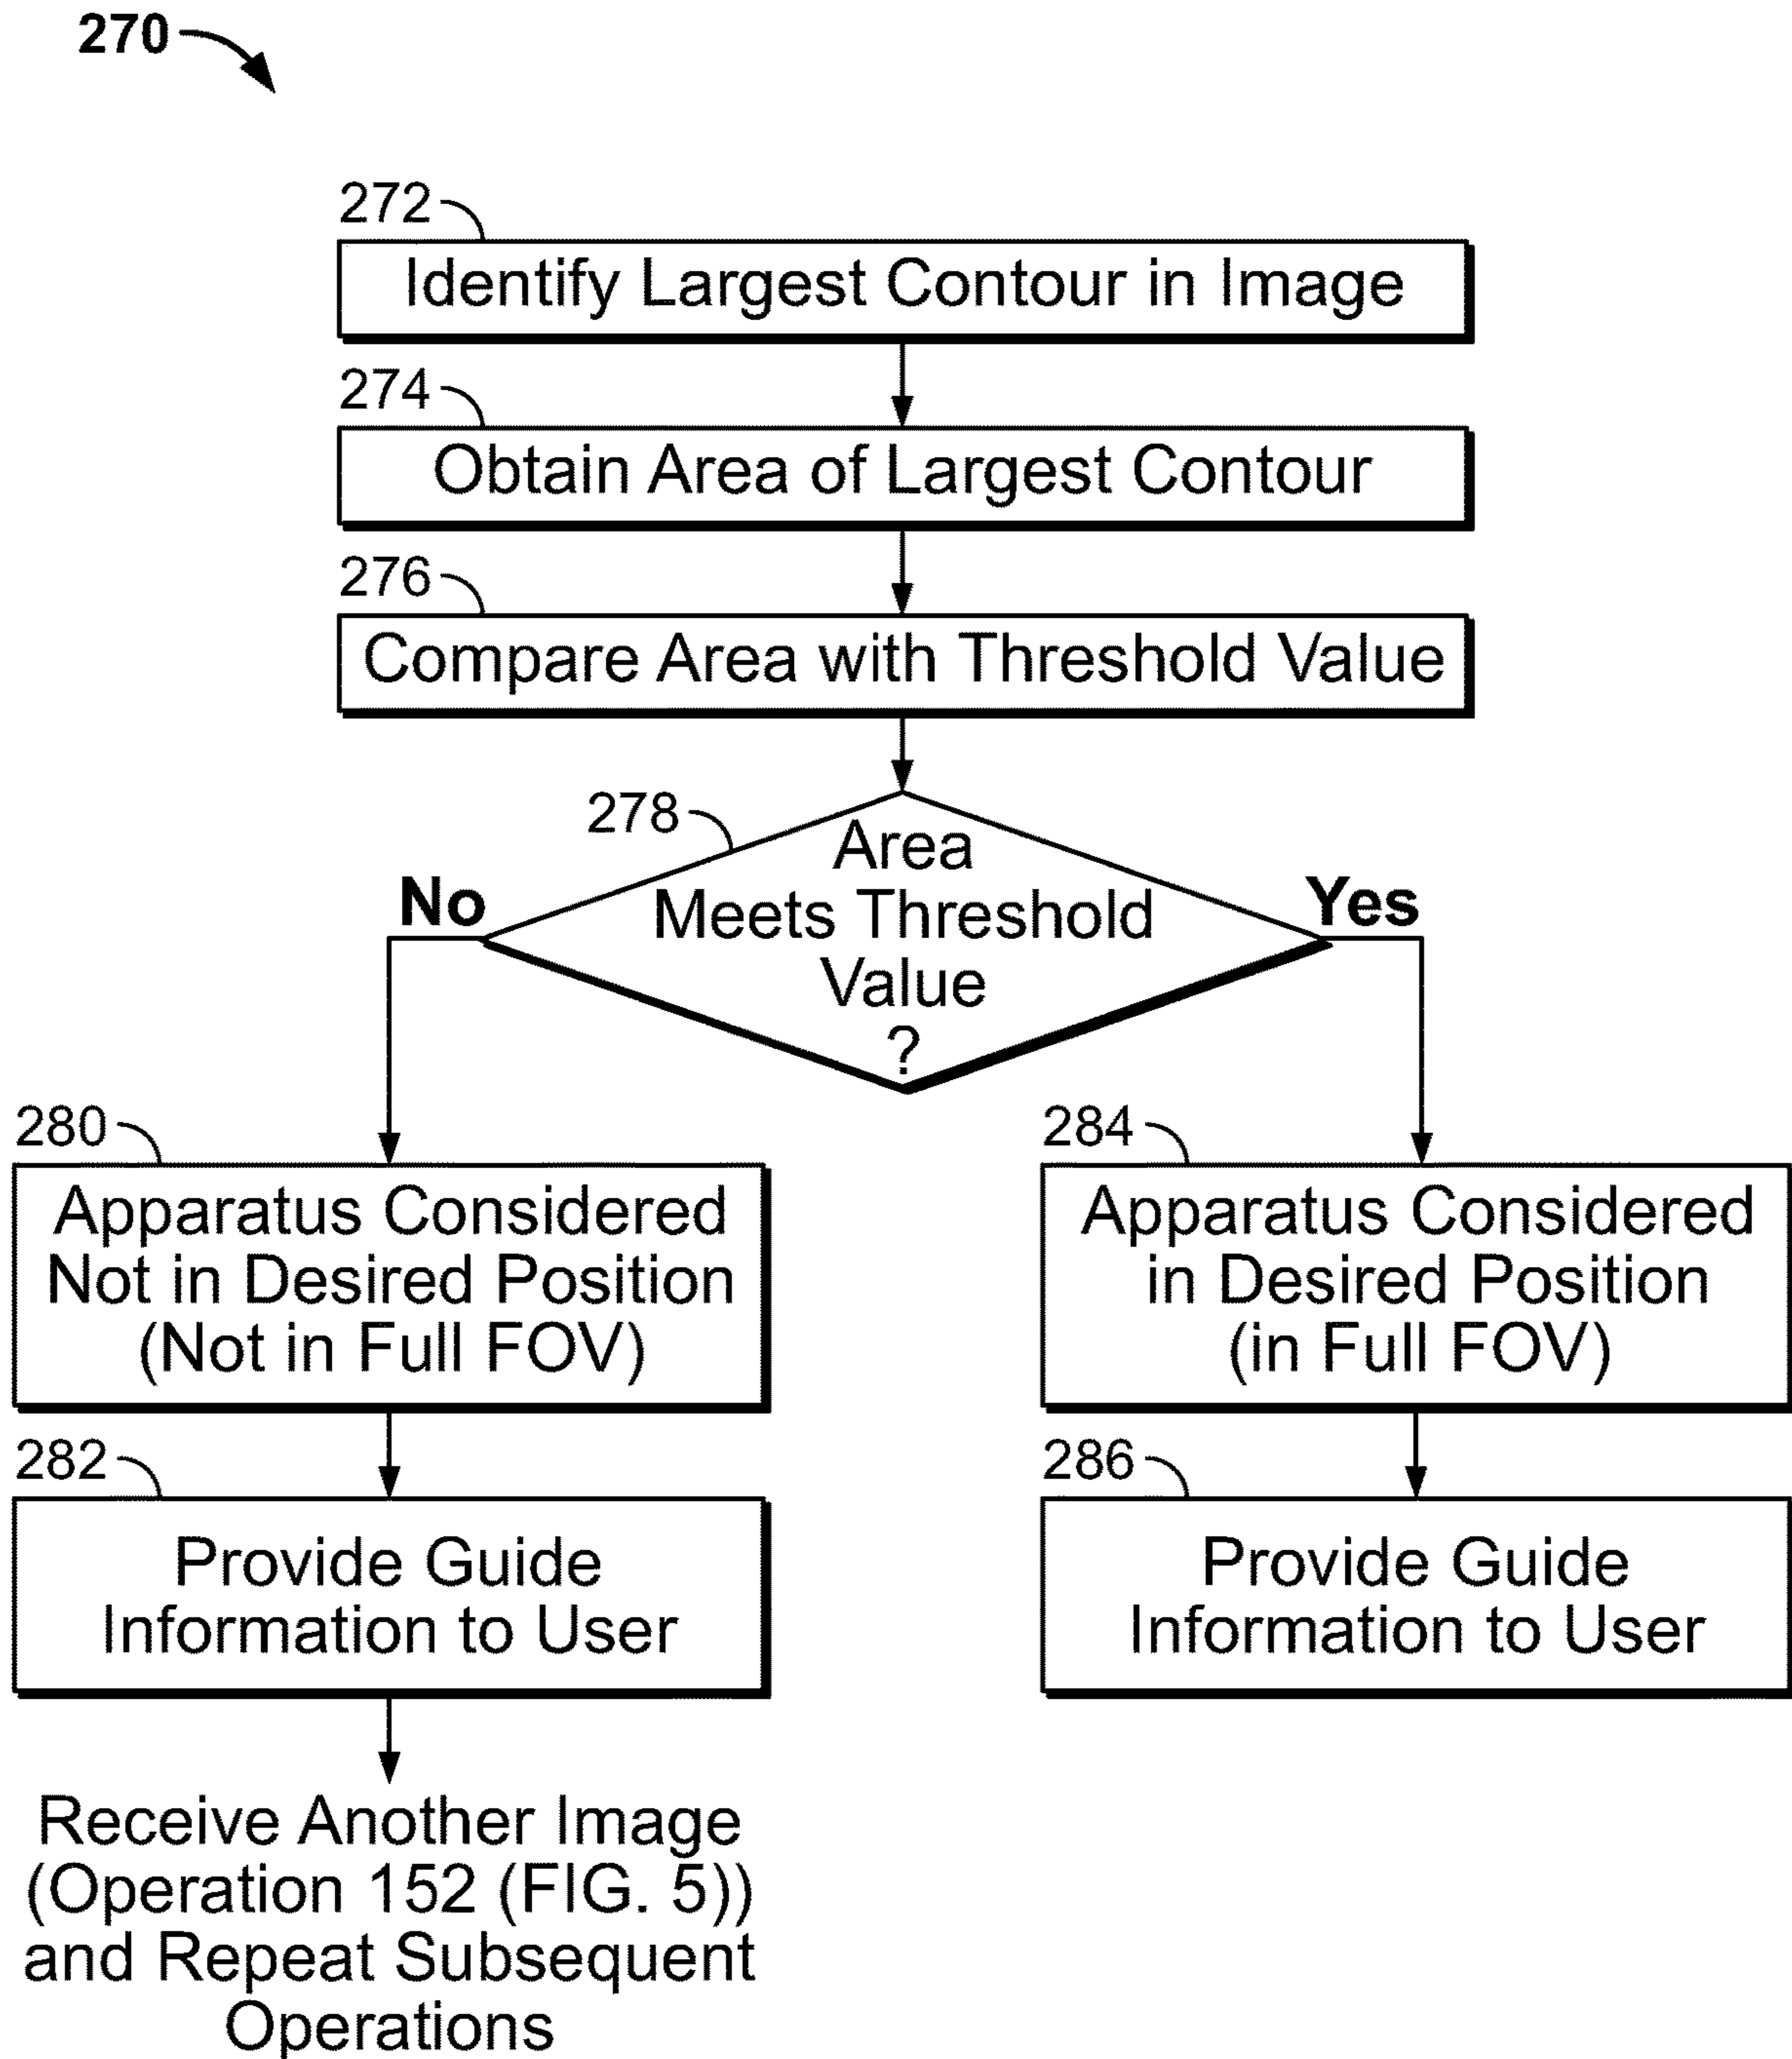 270
272
Identify Largest Contour in Image
274
Obtain Area of Largest Contour
276
Compare Area with Threshold Value
278
Area
Meets Threshold
Value
?
No
Yes
280
Apparatus Considered
Not in Desired Position
(Not in Full FOV)
284
Apparatus Considered
in Desired Position
(in Full FOV)
282
Provide Guide
Information to User
286
Provide Guide
Information to User
Receive Another Image
(Operation 152 (FIG. 5))
and Repeat Subsequent
Operations